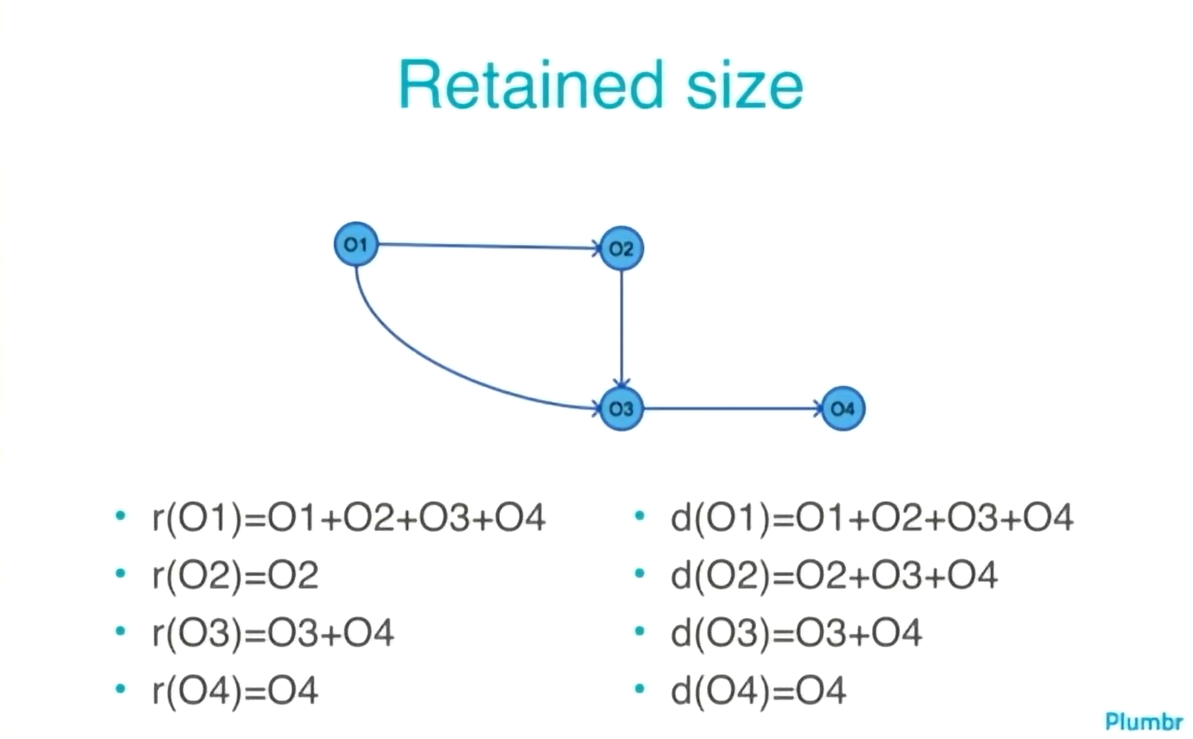 Retained size
O1
O2
O3
O4
• r(O1)=O1+O2+O3+O4
• r(O2)=O2
• r(O3)=O3+O4
• r(O4)=O4
• d(O1)=O1+O2+O3+O4
• d(O2)=O2+O3+O4
• d(O3)=O3+O4
• d(O4)=O4
Plumbr